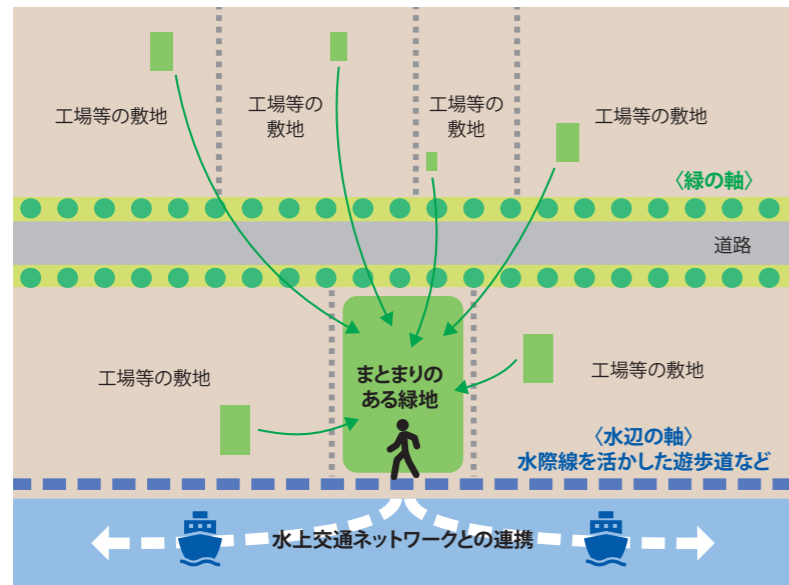 工場等の敷地
工場等の
敷地
工場等の
敷地
工場等の敷地
〈緑の軸〉
道路
工場等の敷地
まとまりの
ある緑地
工場等の敷地
〈水辺の軸〉
水際線を活かした遊歩道など
水上交通ネットワークとの連携